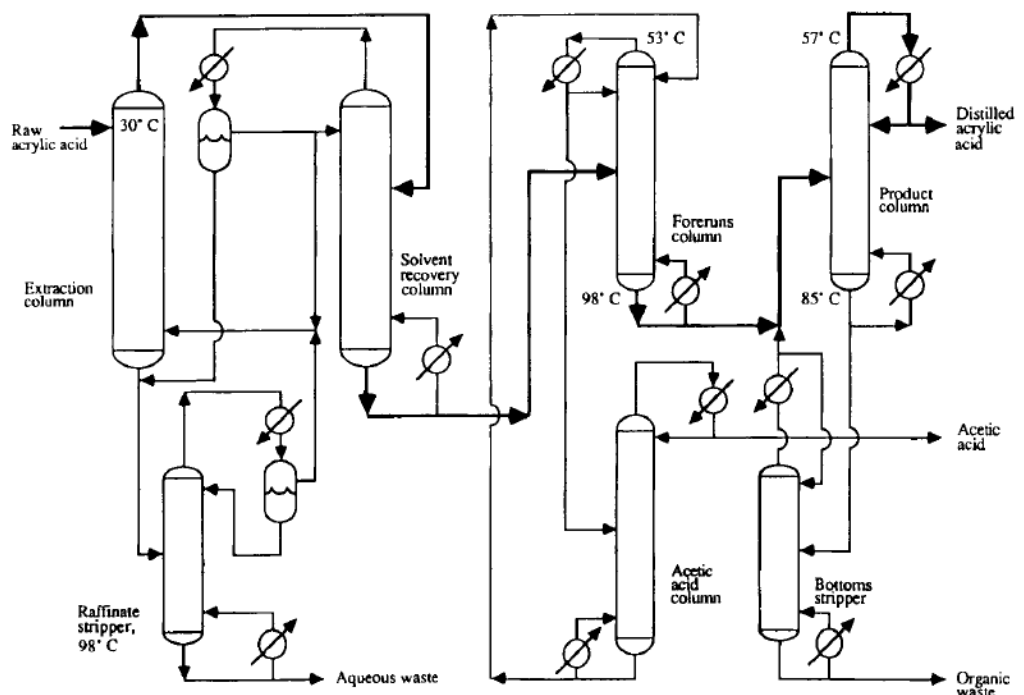 Raw
acrylic acid
30° C
Extraction
column
Solvent
recovery
column
Raffinate
stripper,
98° C
Aqueous waste
53° C
Foreruns
column
98° C
57° C
Distilled
acrylic
acid
Product
column
85° C
Acetic
acid
Acetic
acid
column
Bottoms
stripper
Organic
waste